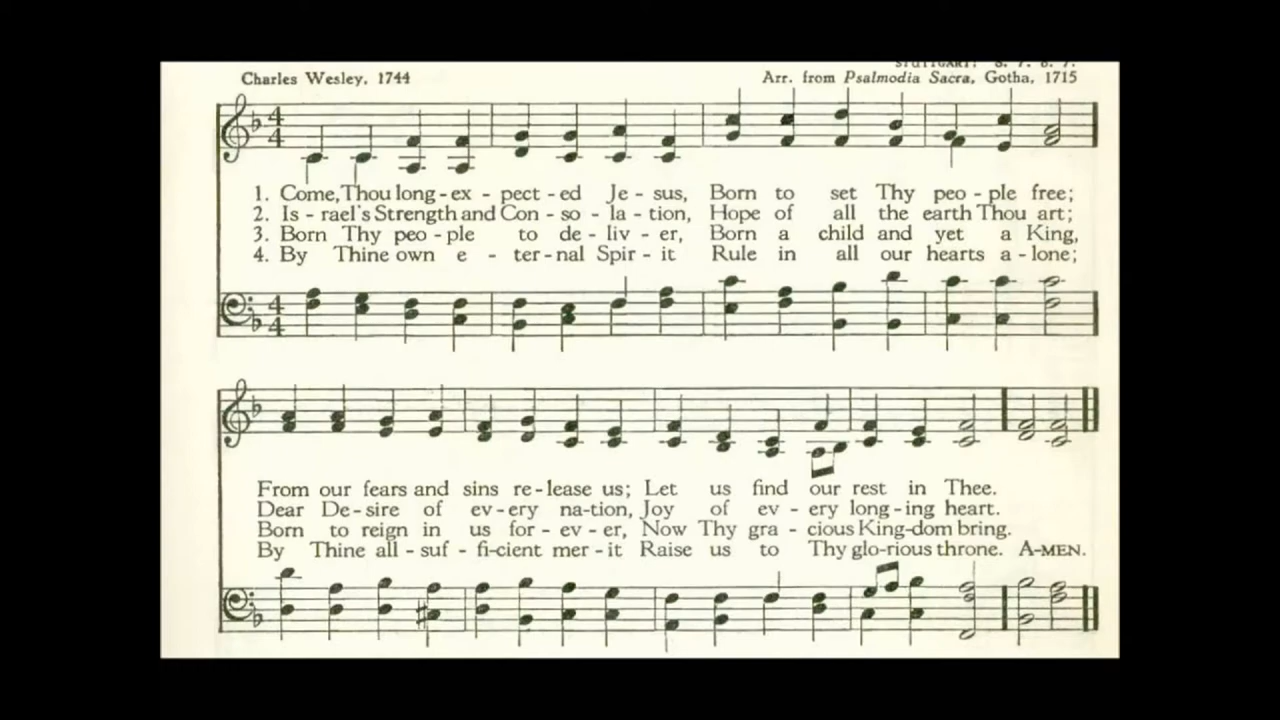 STUTTGART: 8. 7. 8. 7.
Charles Wesley, 1744
Arr. from Psalmodia Sacra, Gotha, 1715
4
4
1. Come, Thou long - ex - pect - ed Je - sus, Born to set Thy peo - ple free;
2. Is - rael's Strength and Con - so - la - tion, Hope of all the earth Thou art;
3. Born Thy peo - ple to de - liv - er, Born a child and yet a King,
4. By Thine own e - ter - nal Spir - it Rule in all our hearts a - lone;
4
4
From our fears and sins re - lease us; Let us find our rest in Thee.
Dear De - sire of ev - ery na - tion, Joy of ev - ery long - ing heart.
Born to reign in us for - ev - er, Now Thy gra - cious King - dom bring.
By Thine all - suf - fi - cient mer - it Raise us to Thy glo - rious throne. A-MEN.